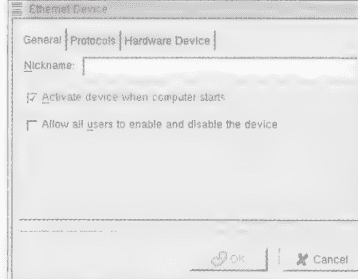 Ethernet Device
General Protocols Hardware Device
Nickname:
Activate device when computer starts
Allow all users to enable and disable the device
OK Cancel